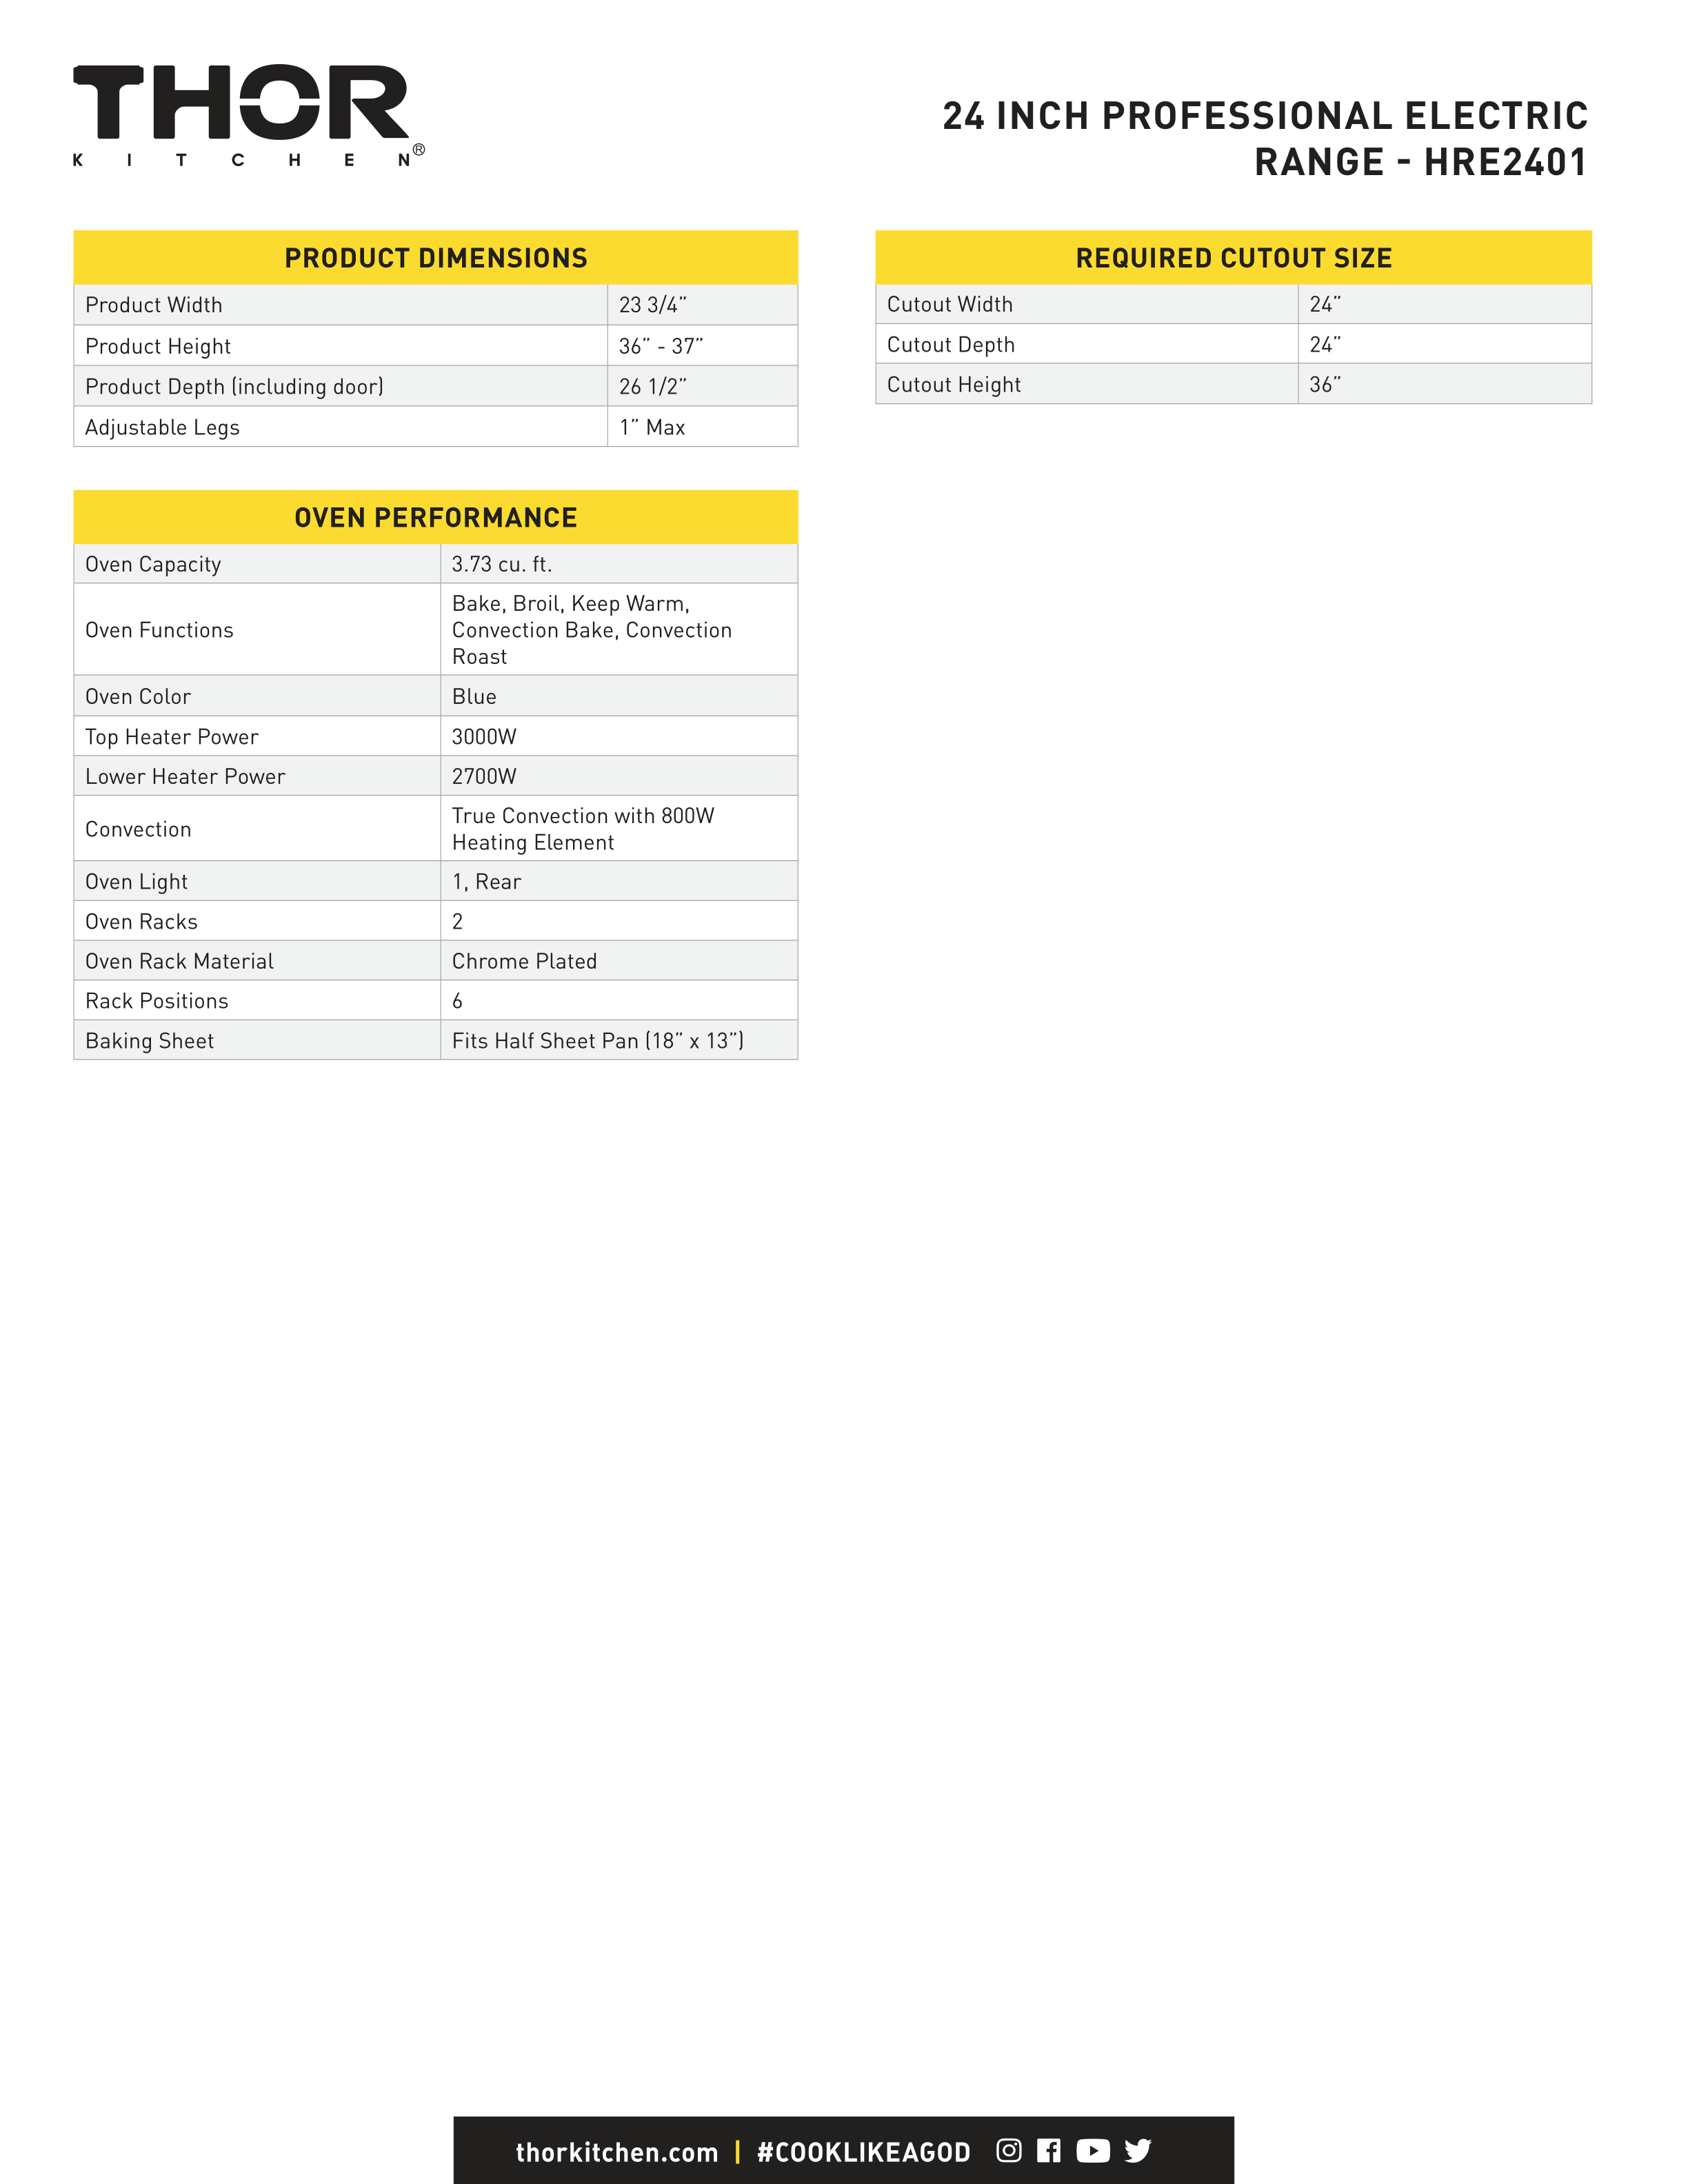 THOR
KITCHEN®
24 INCH PROFESSIONAL ELECTRIC
RANGE - HRE2401
PRODUCT DIMENSIONS
Product Width 23 3/4”
Product Height 36” - 37”
Product Depth (including door) 26 1/2”
Adjustable Legs 1” Max
REQUIRED CUTOUT SIZE
Cutout Width 24”
Cutout Depth 24”
Cutout Height 36”
OVEN PERFORMANCE
Oven Capacity 3.73 cu. ft.
Oven Functions Bake, Broil, Keep Warm,
Convection Bake, Convection
Roast
Oven Color Blue
Top Heater Power 3000W
Lower Heater Power 2700W
Convection True Convection with 800W
Heating Element
Oven Light 1, Rear
Oven Racks 2
Oven Rack Material Chrome Plated
Rack Positions 6
Baking Sheet Fits Half Sheet Pan (18” x 13”)
thorkitchen.com | #COOKLIKEAGOD